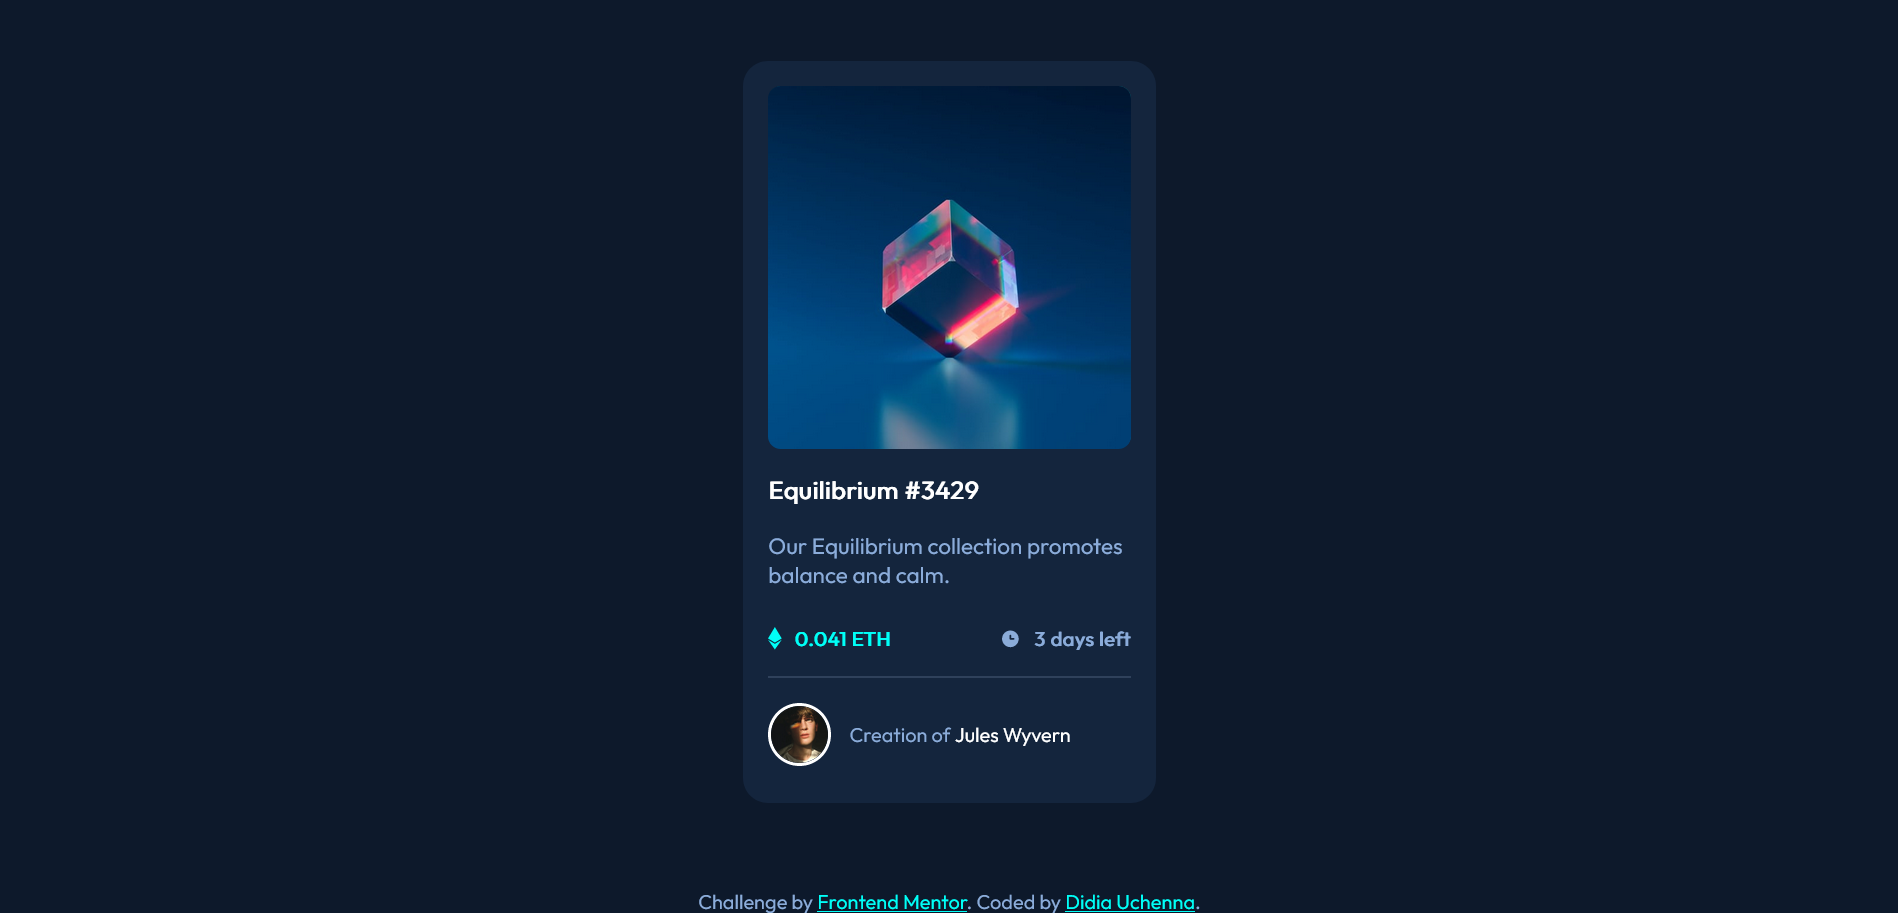 Equilibrium #3429
Our Equilibrium collection promotes
balance and calm.
0.041 ETH
3 days left
Creation of Jules Wyvern
Challenge by Frontend Mentor. Coded by Didia Uchenna.